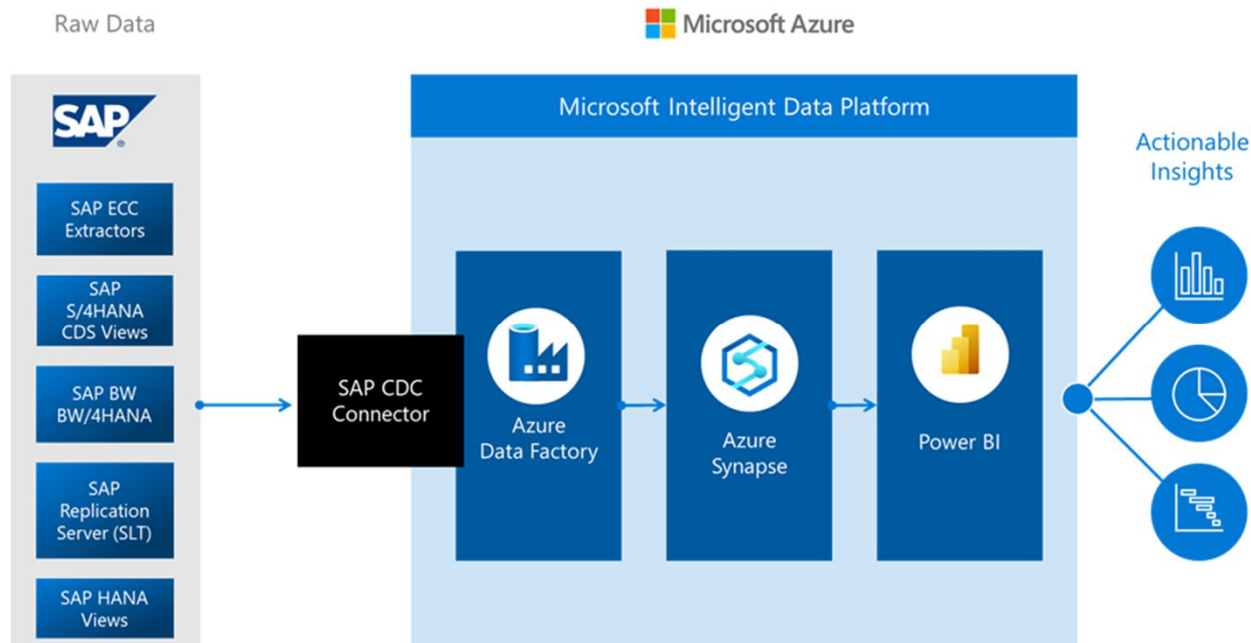 Raw Data
Microsoft Azure
SAP
®
SAP ECC
Extractors
SAP
S/4HANA
CDS Views
SAP BW
BW/4HANA
SAP
Replication
Server (SLT)
SAP HANA
Views
SAP CDC
Connector
Microsoft Intelligent Data Platform
Azure
Data Factory
Azure
Synapse
Power BI
Actionable
Insights